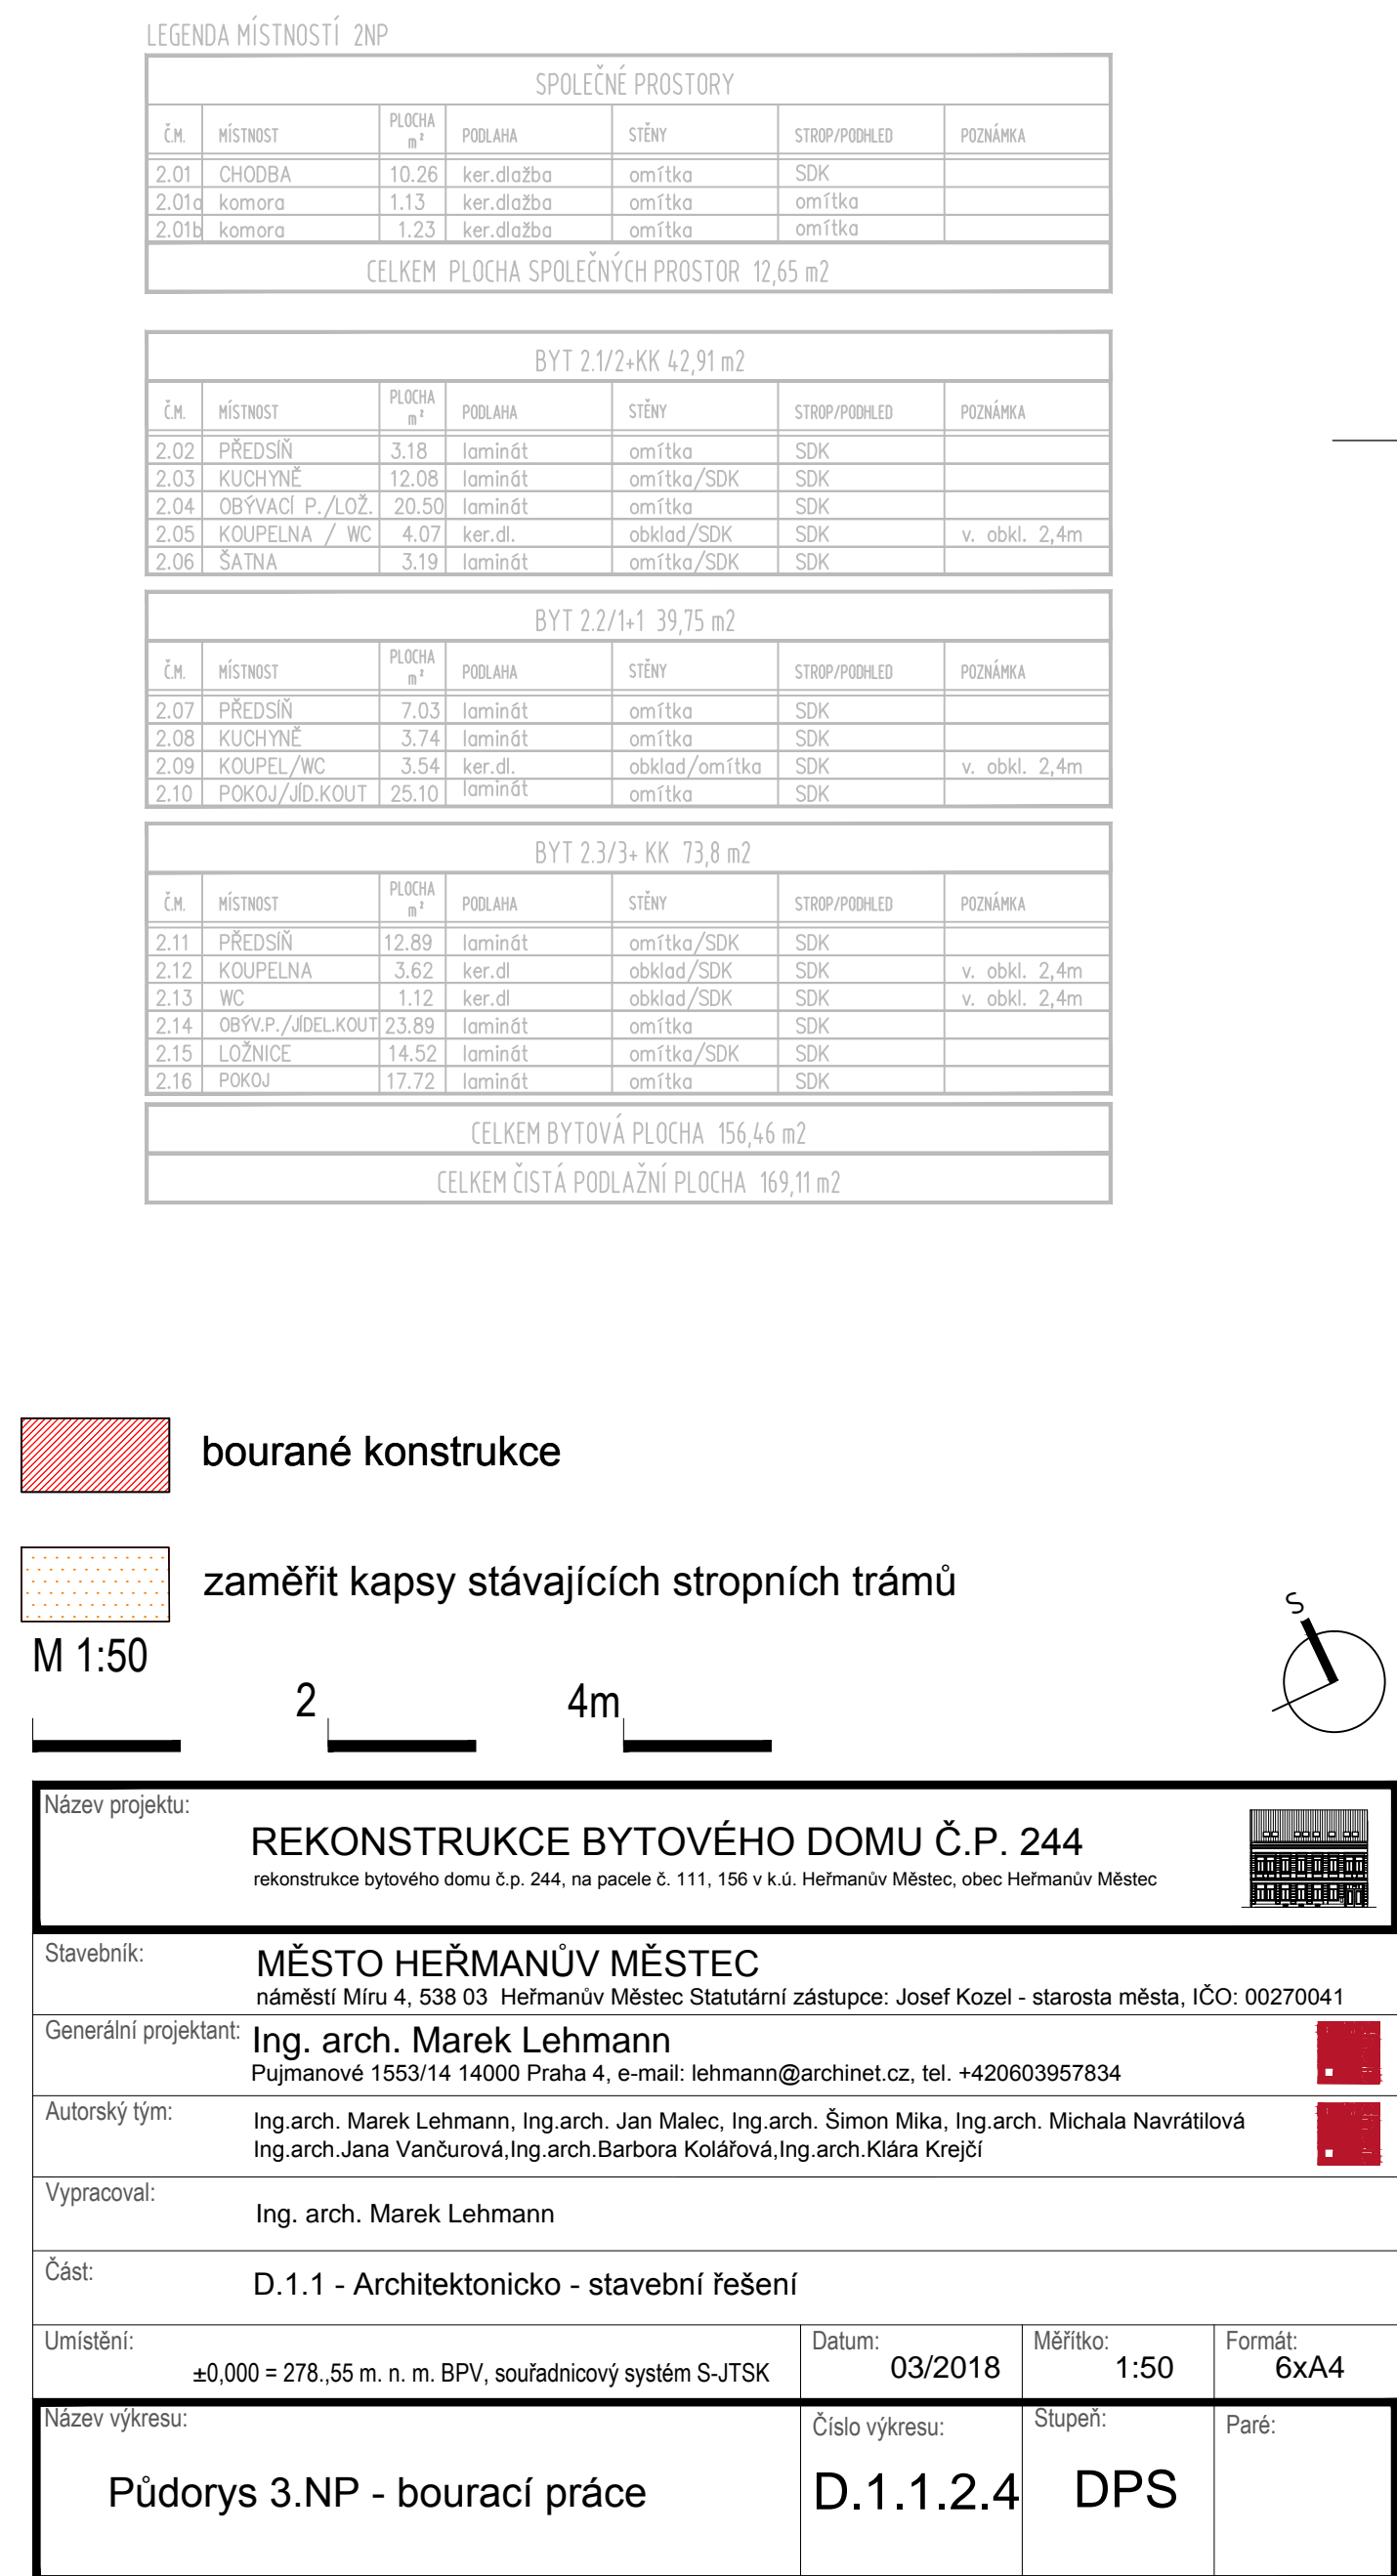 LEGENDA MÍSTNOSTÍ 2NP
SPOLEČNÉ PROSTORY
Č.M. MÍSTNOST PLOCHA m² PODLAHA STĚNY STROP/PODHLED POZNÁMKA
2.01 CHODBA 10.26 ker.dlažba omítka SDK
2.01a komora 1.13 ker.dlažba omítka omítka
2.01b komora 1.23 ker.dlažba omítka omítka
CELKEM PLOCHA SPOLEČNÝCH PROSTOR 12,65 m2
BYT 2.1/2+KK 42,91 m2
Č.M. MÍSTNOST PLOCHA m² PODLAHA STĚNY STROP/PODHLED POZNÁMKA
2.02 PŘEDSÍŇ 3.18 laminát omítka SDK
2.03 KUCHYNĚ 12.08 laminát omítka/SDK SDK
2.04 OBÝVACÍ P./LOŽ. 20.50 laminát omítka SDK
2.05 KOUPELNA / WC 4.07 ker.dl. obklad/SDK SDK v. obkl. 2,4m
2.06 ŠATNA 3.19 laminát omítka/SDK SDK
BYT 2.2/1+1 39,75 m2
Č.M. MÍSTNOST PLOCHA m² PODLAHA STĚNY STROP/PODHLED POZNÁMKA
2.07 PŘEDSÍŇ 7.03 laminát omítka SDK
2.08 KUCHYNĚ 3.74 laminát omítka SDK
2.09 KOUPEL/WC 3.54 ker.dl. obklad/omítka SDK v. obkl. 2,4m
2.10 POKOJ/JÍD.KOUT 25.10 laminát omítka SDK
BYT 2.3/3+ KK 73,8 m2
Č.M. MÍSTNOST PLOCHA m² PODLAHA STĚNY STROP/PODHLED POZNÁMKA
2.11 PŘEDSÍŇ 12.89 laminát omítka/SDK SDK
2.12 KOUPELNA 3.62 ker.dl obklad/SDK SDK v. obkl. 2,4m
2.13 WC 1.12 ker.dl obklad/SDK SDK v. obkl. 2,4m
2.14 OBÝV.P./JÍDEL.KOUT 23.89 laminát omítka SDK
2.15 LOŽNICE 14.52 laminát omítka/SDK SDK
2.16 POKOJ 17.72 laminát omítka SDK
CELKEM BYTOVÁ PLOCHA 156,46 m2
CELKEM ČISTÁ PODLAŽNÍ PLOCHA 169,11 m2
bourané konstrukce
zaměřit kapsy stávajících stropních trámů
S
M 1:50
2 4m
Název projektu:
REKONSTRUKCE BYTOVÉHO DOMU Č.P. 244
rekonstrukce bytového domu č.p. 244, na pacele č. 111, 156 v k.ú. Heřmanův Městec, obec Heřmanův Městec
Stavebník:
MĚSTO HEŘMANŮV MĚSTEC
náměstí Míru 4, 538 03 Heřmanův Městec Statutární zástupce: Josef Kozel - starosta města, IČO: 00270041
Generální projektant: Ing. arch. Marek Lehmann
Pujmanové 1553/14 14000 Praha 4, e-mail: lehmann@archinet.cz, tel. +420603957834
Autorský tým:
Ing.arch. Marek Lehmann, Ing.arch. Jan Malec, Ing.arch. Šimon Mika, Ing.arch. Michala Navrátilová
Ing.arch.Jana Vančurová,Ing.arch.Barbora Kolářová,Ing.arch.Klára Krejčí
Vypracoval:
Ing. arch. Marek Lehmann
Část:
D.1.1 - Architektonicko - stavební řešení
Umístění: Datum: Měřítko: Formát:
±0,000 = 278.,55 m. n. m. BPV, souřadnicový systém S-JTSK 03/2018 1:50 6xA4
Název výkresu: Číslo výkresu: Stupeň: Paré:
Půdorys 3.NP - bourací práce D.1.1.2.4 DPS